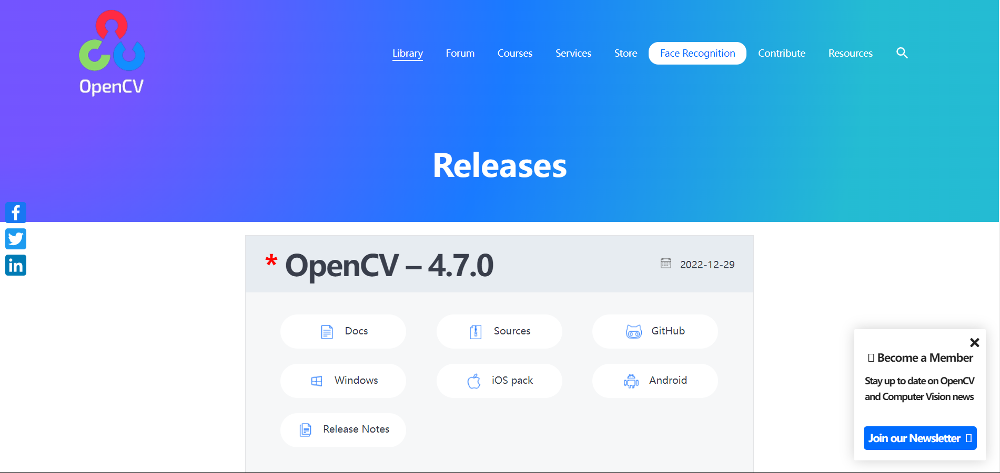 OpenCV
Library Forum Courses Services Store Face Recognition Contribute Resources
Releases
* OpenCV – 4.7.0
2022-12-29
Docs Sources GitHub
Windows iOS pack Android
Release Notes
Become a Member
Stay up to date on OpenCV
and Computer Vision news
Join our Newsletter